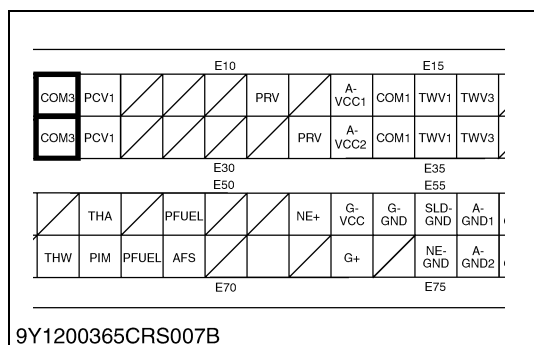 E10 E15
COM3 PCV1 PRV A-VCC1 COM1 TWV1 TWV3
COM3 PCV1 PRV A-VCC2 COM1 TWV1 TWV3
E30 E35
E50 E55
THA PFUEL NE+ G-VCC G-GND SLD-GND A-GND1
THW PIM PFUEL AFS G+ NE-GND A-GND2
E70 E75
9Y1200365CRS007B